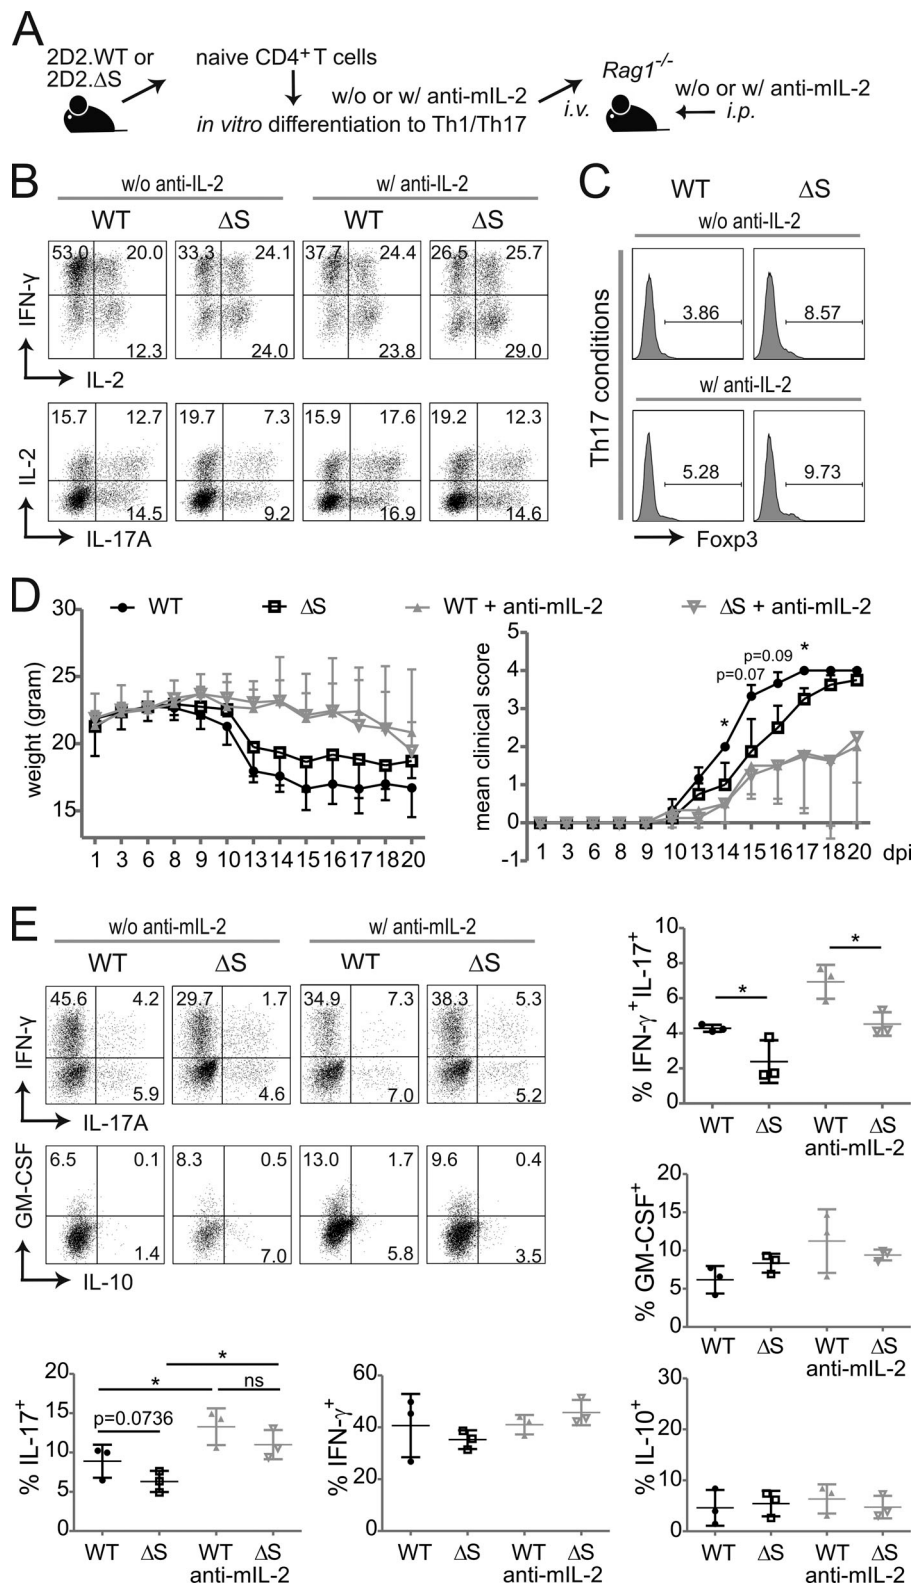 A
2D2.WT or
2D2.ΔS
naive CD4+ T cells
w/o or w/ anti-mIL-2
in vitro differentiation to Th1/Th17
i.v.
Rag1-/-
w/o or w/ anti-mIL-2
i.p.
B
w/o anti-IL-2
w/ anti-IL-2
WT ΔS WT ΔS
53.0 20.0 33.3 24.1 37.7 24.4 26.5 25.7
12.3 24.0 23.8 29.0
IFN-γ
IL-2
15.7 12.7 19.7 7.3 15.9 17.6 19.2 12.3
14.5 9.2 16.9 14.6
IL-2
IL-17A
C
WT ΔS
w/o anti-IL-2
3.86 8.57
w/ anti-IL-2
5.28 9.73
Th17 conditions
Foxp3
D
WT ΔS WT + anti-mIL-2 ΔS + anti-mIL-2
weight (gram)
30
25
20
15
1 3 6 8 9 10 13 14 15 16 17 18 20
mean clinical score
5
4
3
2
1
0
-1
*
p=0.07
p=0.09
*
1 3 6 8 9 10 13 14 15 16 17 18 20 dpi
E
w/o anti-mIL-2
w/ anti-mIL-2
WT ΔS WT ΔS
45.6 4.2 29.7 1.7 34.9 7.3 38.3 5.3
5.9 4.6 7.0 5.2
IFN-γ
IL-17A
6.5 0.1 8.3 0.5 13.0 1.7 9.6 0.4
1.4 7.0 5.8 3.5
GM-CSF
IL-10
% IFN-γ+IL-17+
10
8
6
4
2
0
* *
WT ΔS WT ΔS
anti-mIL-2
% GM-CSF+
20
15
10
5
0
WT ΔS WT ΔS
anti-mIL-2
% IL-17+
20
15
10
5
0
*
* ns
p=0.0736
WT ΔS WT ΔS
anti-mIL-2
% IFN-γ+
60
40
20
0
WT ΔS WT ΔS
anti-mIL-2
% IL-10+
30
20
10
0
WT ΔS WT ΔS
anti-mIL-2